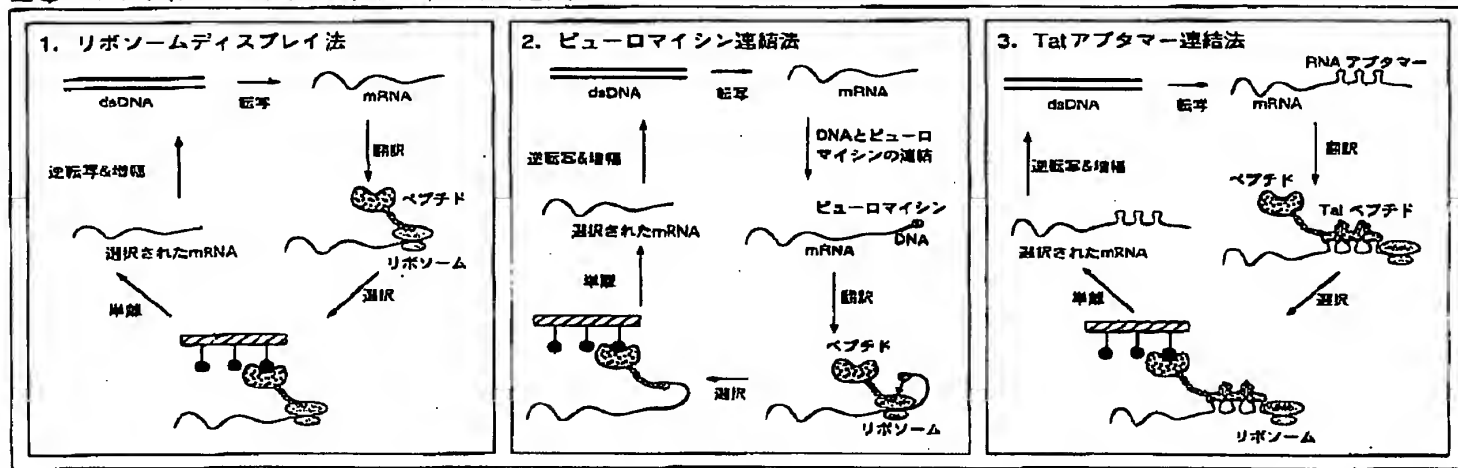 1. リボソームディスプレイ法
dsDNA
転写
mRNA
翻訳
ペプチド
リボソーム
選択
単離
選択されたmRNA
逆転写&増幅
2. ピューロマイシン連結法
dsDNA
転写
mRNA
DNAとピューロ
マイシンの連結
ピューロマイシン
DNA
mRNA
翻訳
ペプチド
リボソーム
選択
単離
選択されたmRNA
逆転写&増幅
3. Tatアプタマー連結法
dsDNA
転写
RNAアプタマー
mRNA
翻訳
ペプチド
Tatペプチド
選択
リボソーム
単離
選択されたmRNA
逆転写&増幅